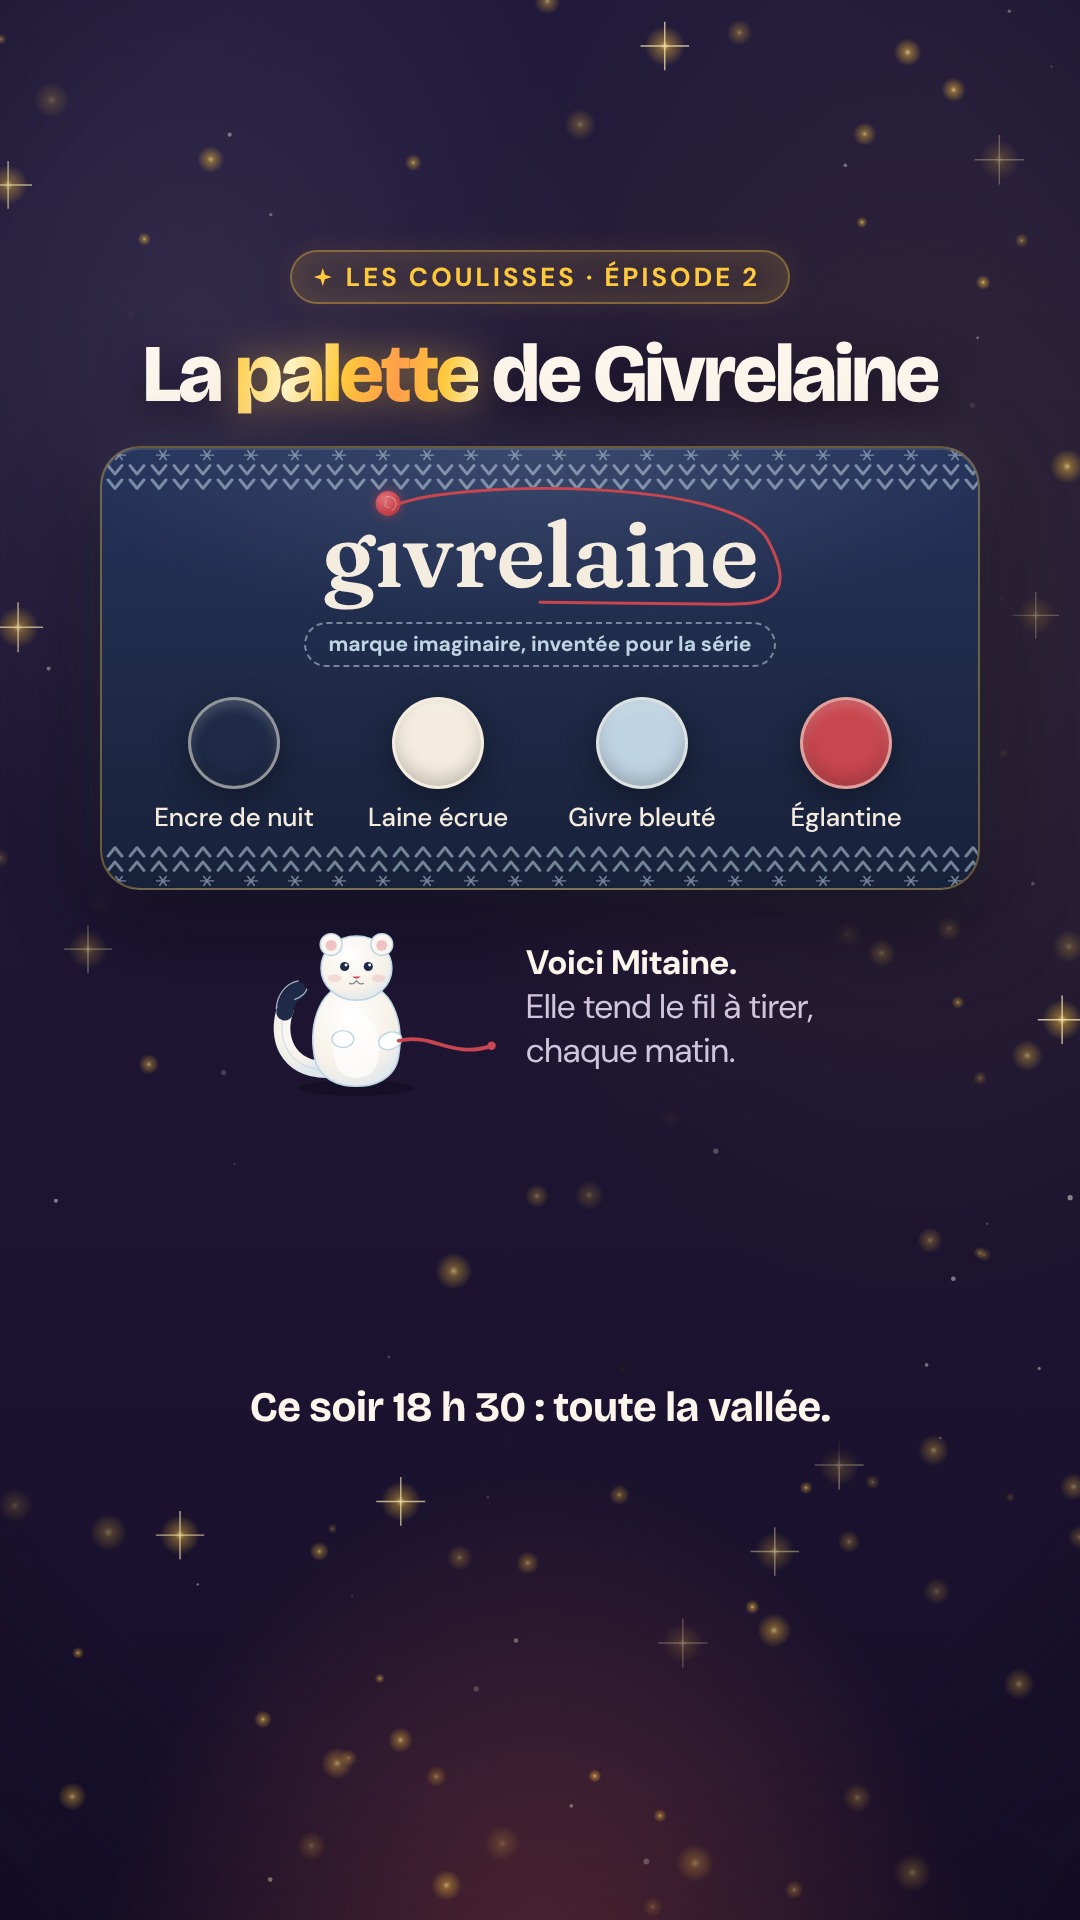 LES COULISSES · ÉPISODE 2
La palette de Givrelaine
givrelaine
marque imaginaire, inventée pour la série
Encre de nuit
Laine écrue
Givre bleuté
Églantine
Voici Mitaine.
Elle tend le fil à tirer,
chaque matin.
Ce soir 18 h 30 : toute la vallée.